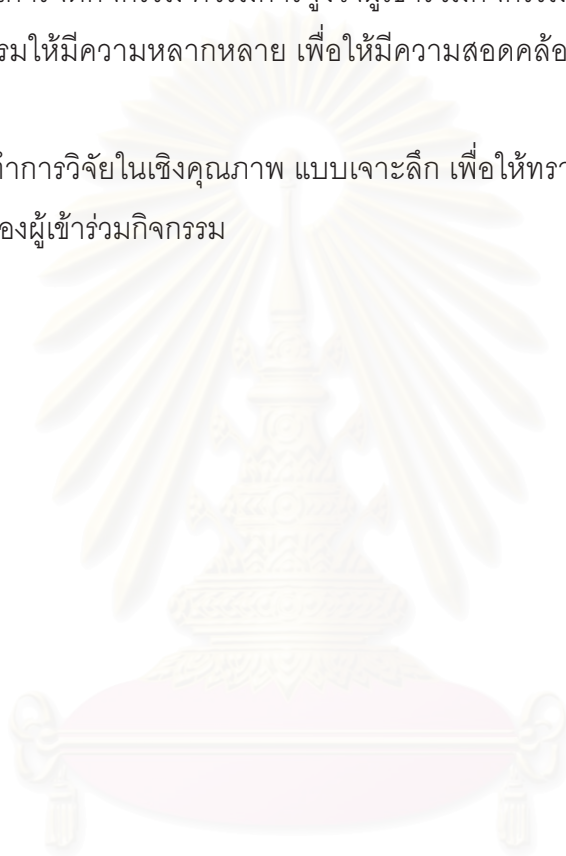 รมให้มีความหลากหลาย เพื่อให้มีความสอดคล้อ
ทำการวิจัยในเชิงคุณภาพ แบบเจาะลึก เพื่อให้ทรา
องผู้เข้าร่วมกิจกรรม